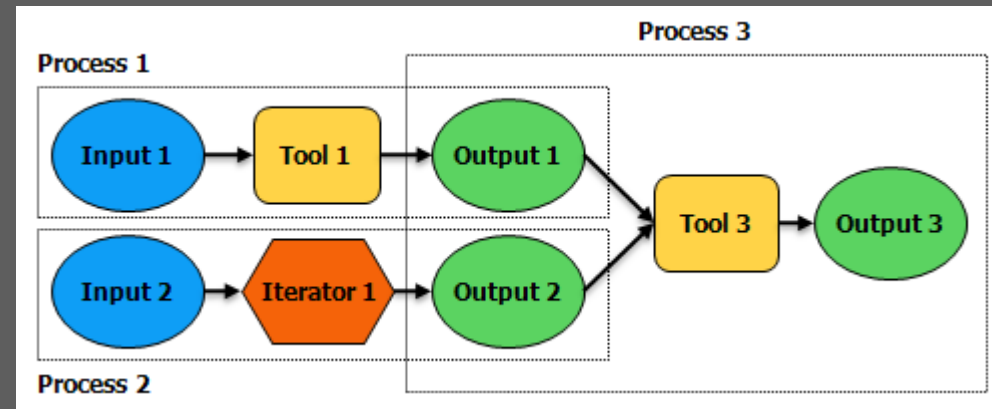 Process 3
Process 1
Input 1
Tool 1
Output 1
Tool 3
Output 3
Input 2
Iterator 1
Output 2
Process 2